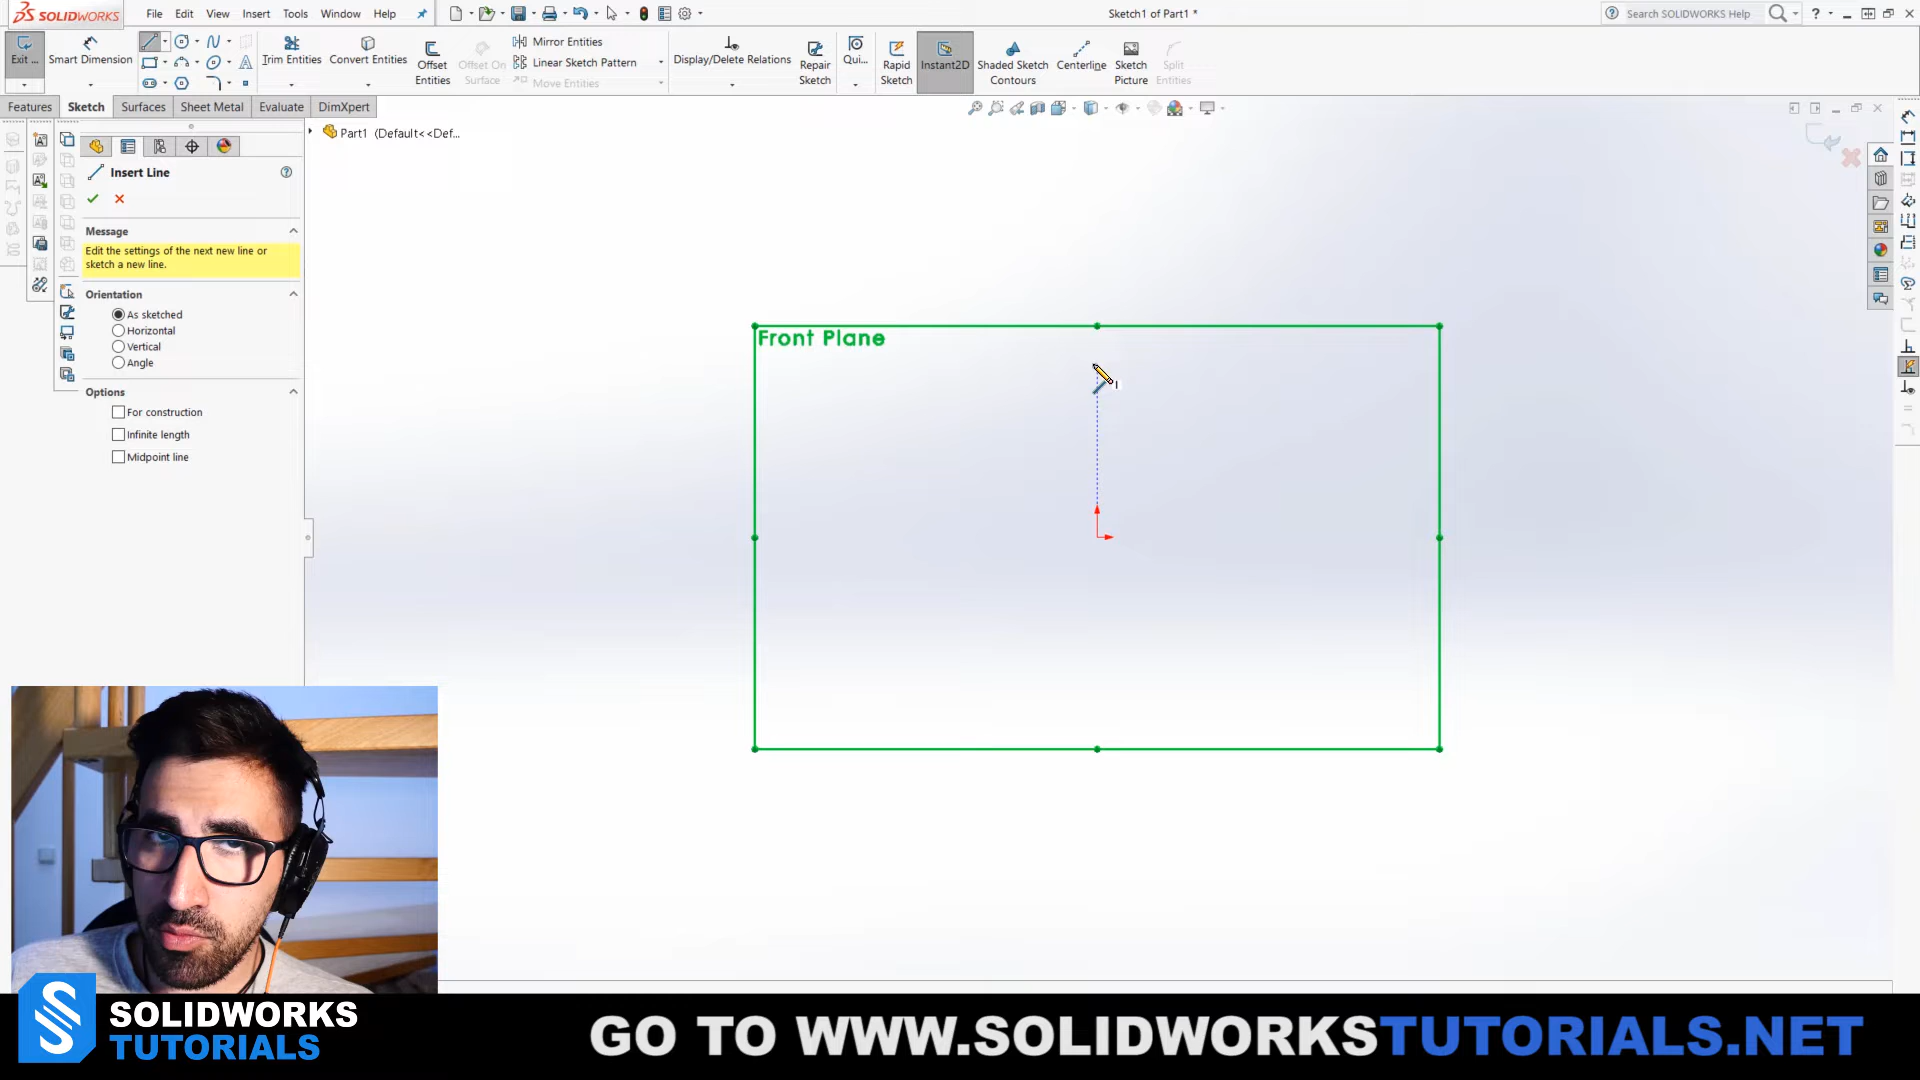 SOLIDWORKS File Edit View Insert Tools Window Help Sketch1 of Part1 * Search SOLIDWORKS Help ?
Exit ... Smart Dimension Trim Entities Convert Entities Offset Entities Offset On Surface Mirror Entities Linear Sketch Pattern Move Entities Display/Delete Relations Repair Sketch Qui... Rapid Sketch Instant2D Shaded Sketch Contours Centerline Sketch Picture Split Entities
Features Sketch Surfaces Sheet Metal Evaluate DimXpert
Part1 (Default<<Def...
Insert Line
Message
Edit the settings of the next new line or
sketch a new line.
Orientation
As sketched
Horizontal
Vertical
Angle
Options
For construction
Infinite length
Midpoint line
Front Plane
SOLIDWORKS
TUTORIALS
GO TO WWW.SOLIDWORKSTUTORIALS.NET